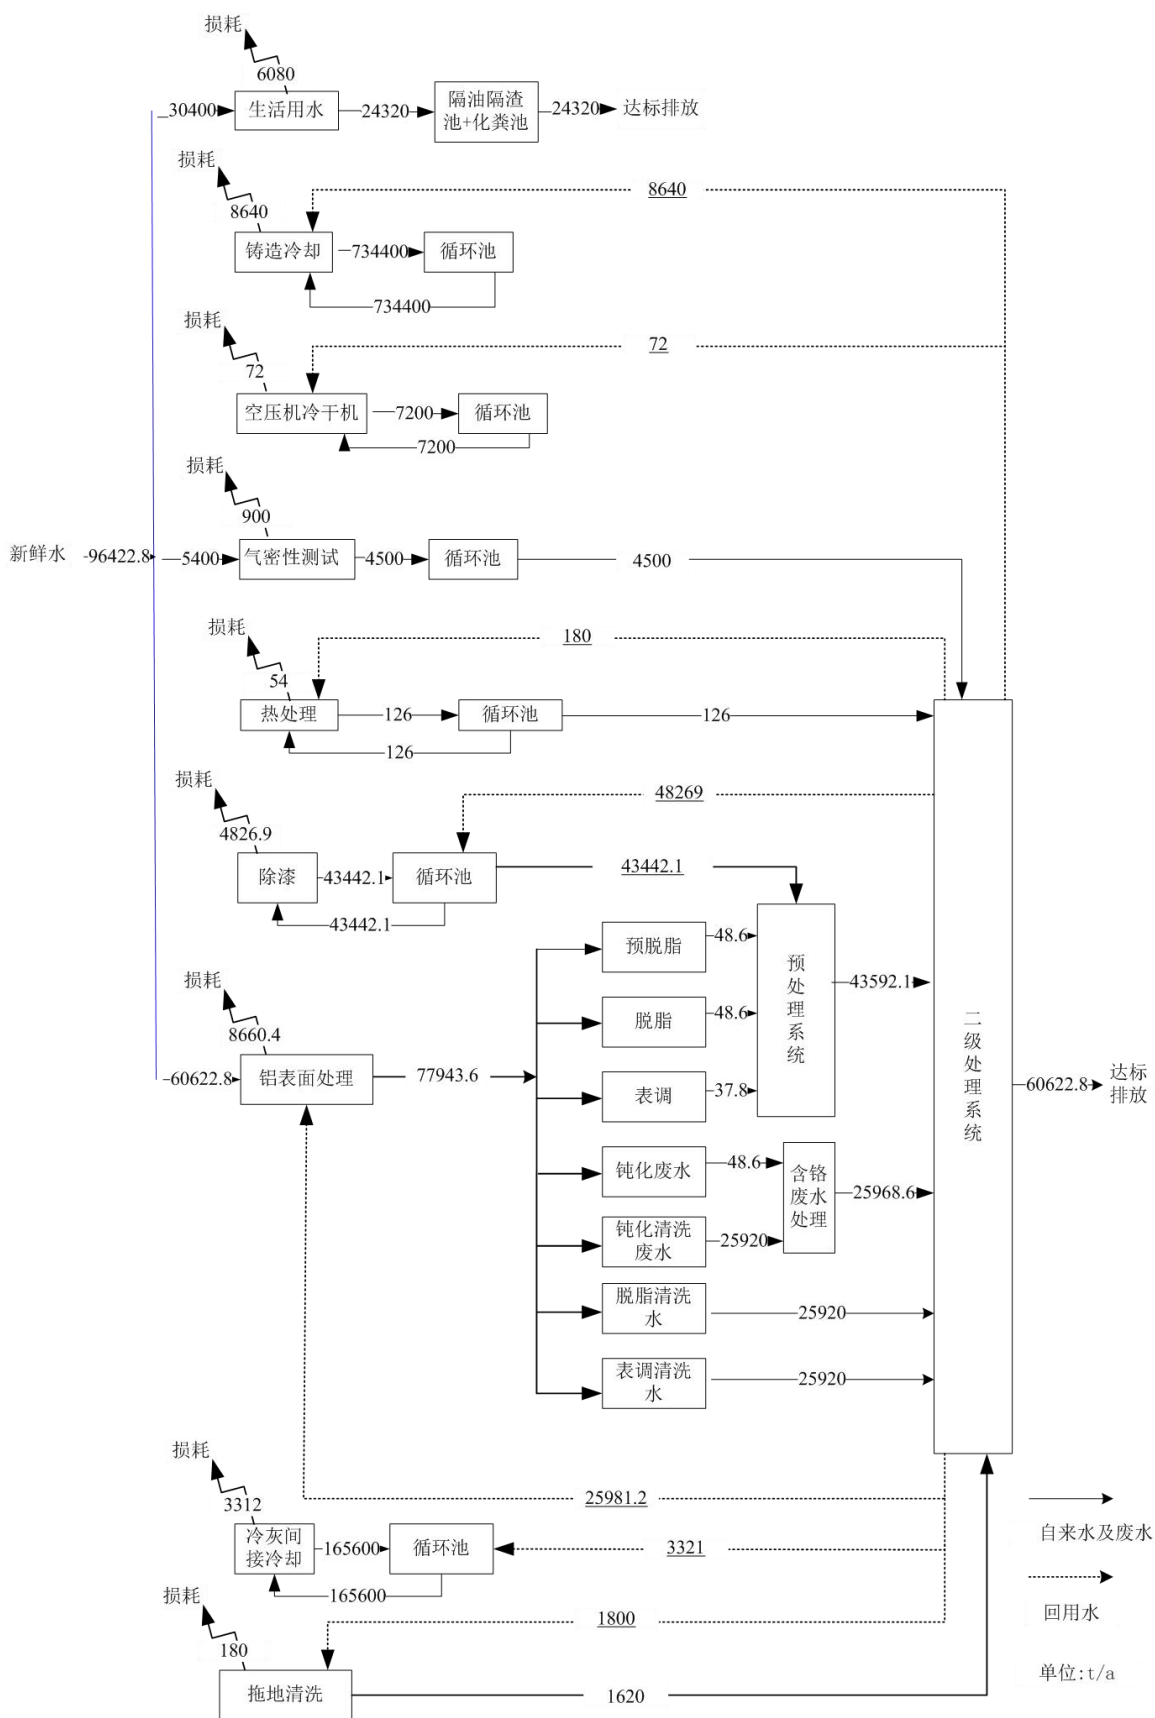 损耗
6080
30400
生活用水
24320
隔油隔渣
池+化粪池
24320
达标排放
损耗
8640
8640
铸造冷却
734400
循环池
734400
损耗
72
72
空压机冷干机
7200
循环池
7200
损耗
900
新鲜水
96422.8
5400
气密性测试
4500
循环池
4500
损耗
180
54
热处理
126
循环池
126
126
损耗
48269
4826.9
除漆
43442.1
循环池
43442.1
43442.1
预脱脂
48.6
脱脂
48.6
表调
37.8
预处理系统
43592.1
二级处理系统
60622.8
达标
排放
损耗
8660.4
60622.8
铝表面处理
77943.6
钝化废水
48.6
钝化清洗
废水
25920
含铬
废水
处理
25968.6
脱脂清洗
水
25920
表调清洗
水
25920
损耗
25981.2
3312
冷灰间
接冷却
165600
循环池
3321
165600
损耗
1800
180
拖地清洗
1620
自来水及废水
回用水
单位:t/a